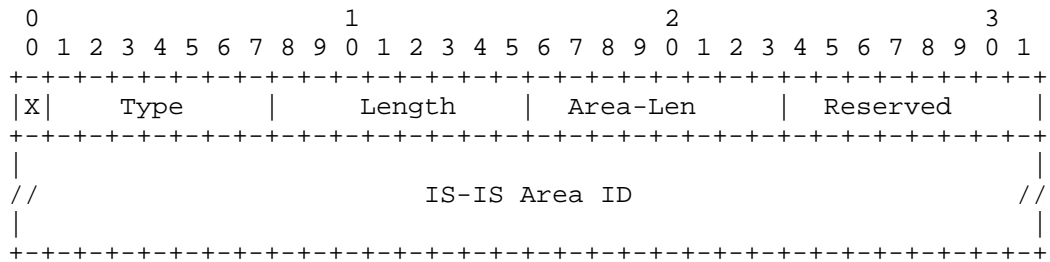 0                   1                   2                   3
 0 1 2 3 4 5 6 7 8 9 0 1 2 3 4 5 6 7 8 9 0 1 2 3 4 5 6 7 8 9 0 1
+-+-+-+-+-+-+-+-+-+-+-+-+-+-+-+-+-+-+-+-+-+-+-+-+-+-+-+-+-+-+-+-+
|X|    Type     |     Length    |  Area-Len     |  Reserved     |
+-+-+-+-+-+-+-+-+-+-+-+-+-+-+-+-+-+-+-+-+-+-+-+-+-+-+-+-+-+-+-+-+
|                                                               |
//                        IS-IS Area ID                        //
|                                                               |
+-+-+-+-+-+-+-+-+-+-+-+-+-+-+-+-+-+-+-+-+-+-+-+-+-+-+-+-+-+-+-+-+